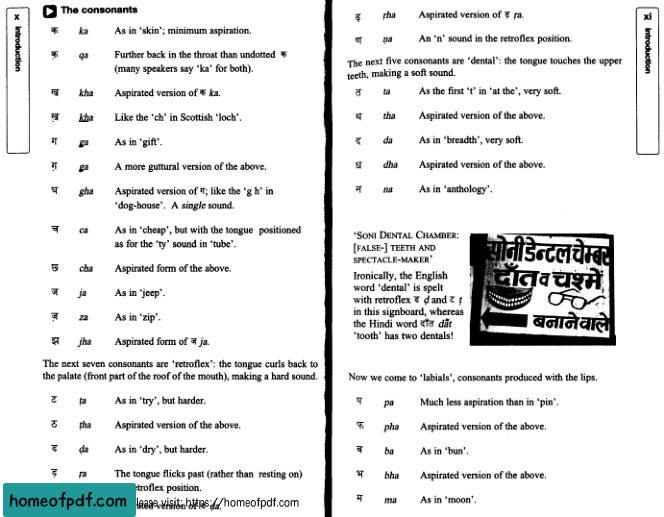 x
Introduction
The consonants
क ka As in ‘skin’; minimum aspiration.
क़ qa Further back in the throat than undotted क
(many speakers say ‘ka’ for both).
ख kha Aspirated version of क ka.
ख़ kha Like the ‘ch’ in Scottish ‘loch’.
ग ga As in ‘gift’.
ग़ ga A more guttural version of the above.
घ gha Aspirated version of ग; like the ‘g h’ in
‘dog-house’. A single sound.
च ca As in ‘cheap’, but with the tongue positioned
as for the ‘ty’ sound in ‘tube’.
छ cha Aspirated form of the above.
ज ja As in ‘jeep’.
ज़ za As in ‘zip’.
झ jha Aspirated form of ज ja.
The next seven consonants are ‘retroflex’: the tongue curls back to
the palate (front part of the roof of the mouth), making a hard sound.
ट ṭa As in ‘try’, but harder.
ठ ṭha Aspirated version of the above.
ड ḍa As in ‘dry’, but harder.
ड़ ṛa The tongue flicks past (rather than resting on)
retroflex position.
homeofpdf.com
please visit: https://homeofpdf.com
ḍa.
xi
Introduction
ढ़ ṛha Aspirated version of ड़ ṛa.
ण ṇa An ‘n’ sound in the retroflex position.
The next five consonants are ‘dental’: the tongue touches the upper
teeth, making a soft sound.
त ta As the first ‘t’ in ‘at the’, very soft.
थ tha Aspirated version of the above.
द da As in ‘breadth’, very soft.
ध dha Aspirated version of the above.
न na As in ‘anthology’.
‘SONI DENTAL CHAMBER:
[FALSE-] TEETH AND
SPECTACLE-MAKER’
Ironically, the English
word ‘dental’ is spelt
with retroflex ड ḍ and ट ṭ
in this signboard, whereas
the Hindi word दाँत dā̃t
‘tooth’ has two dentals!
सोनी डेन्टल चेम्बर
दाँत व चश्में
बनाने वाले
Now we come to ‘labials’, consonants produced with the lips.
प pa Much less aspiration than in ‘pin’.
फ pha Aspirated version of the above.
ब ba As in ‘bun’.
भ bha Aspirated version of the above.
म ma As in ‘moon’.